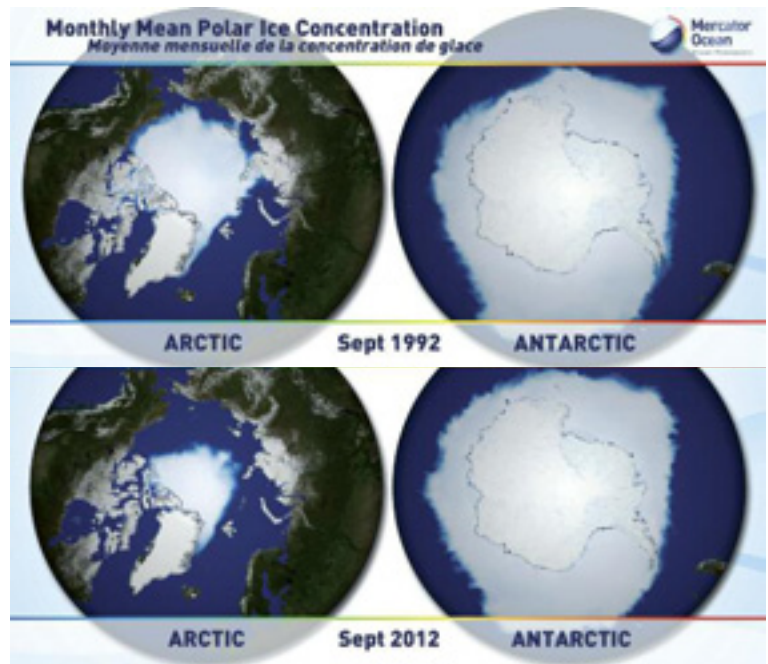 Monthly Mean Polar Ice Concentration
Moyenne mensuelle de la concentration de glace
Mercator
Ocean
ARCTIC Sept 1992 ANTARCTIC
ARCTIC Sept 2012 ANTARCTIC